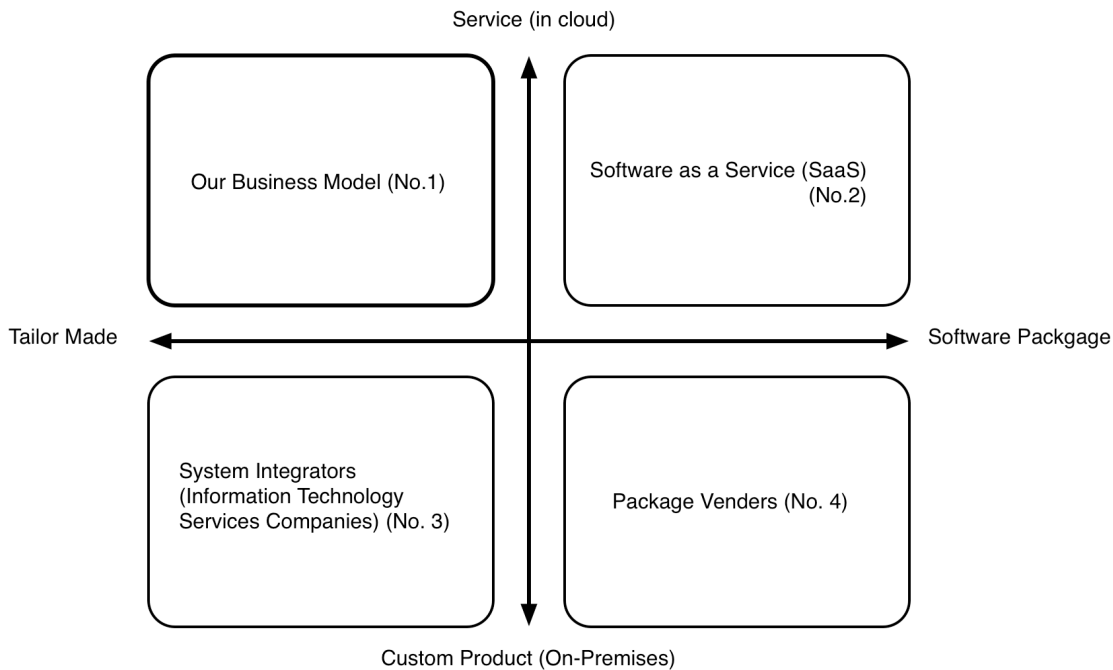 Service (in cloud)
Our Business Model (No.1)
Software as a Service (SaaS)
(No.2)
Tailor Made
Software Packgage
System Integrators
(Information Technology
Services Companies) (No. 3)
Package Venders (No. 4)
Custom Product (On-Premises)